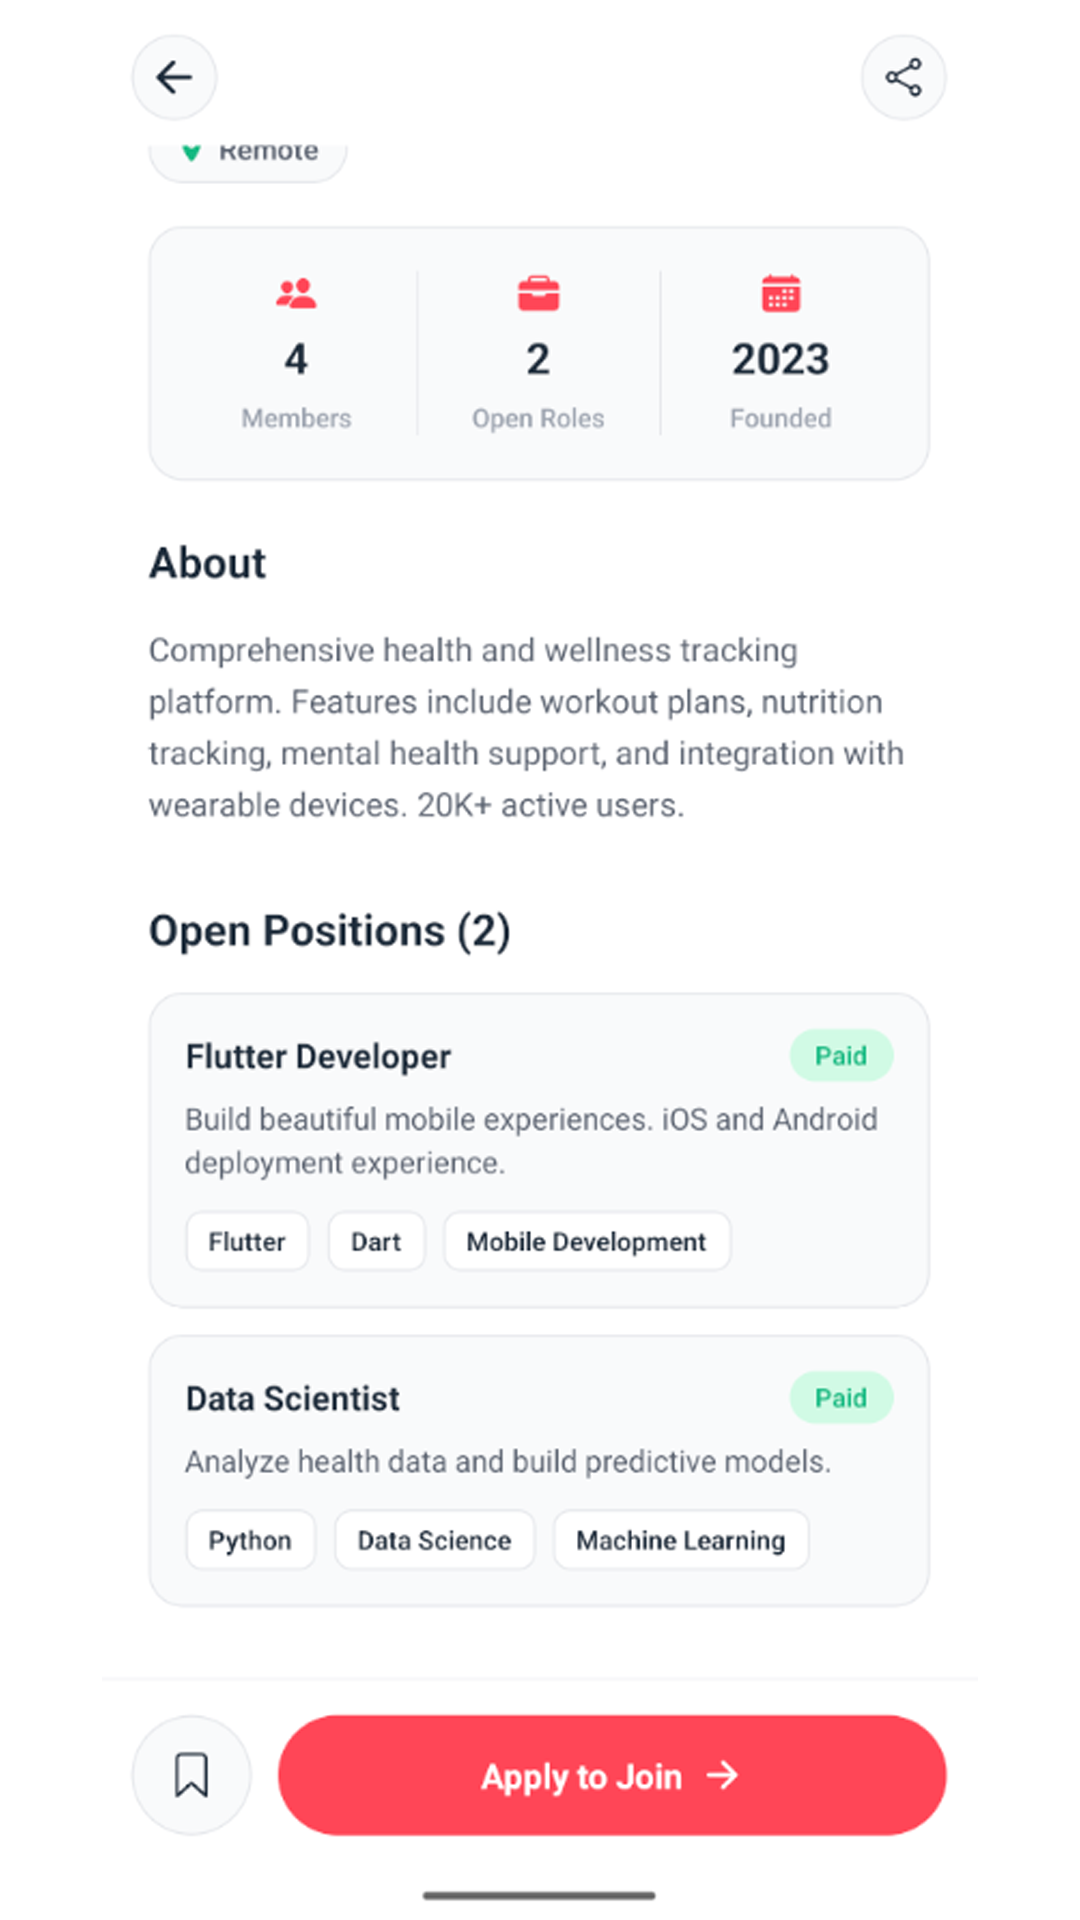 Remote
4
Members
2
Open Roles
2023
Founded
About
Comprehensive health and wellness tracking
platform. Features include workout plans, nutrition
tracking, mental health support, and integration with
wearable devices. 20K+ active users.
Open Positions (2)
Flutter Developer
Paid
Build beautiful mobile experiences. iOS and Android
deployment experience.
Flutter
Dart
Mobile Development
Data Scientist
Paid
Analyze health data and build predictive models.
Python
Data Science
Machine Learning
Apply to Join